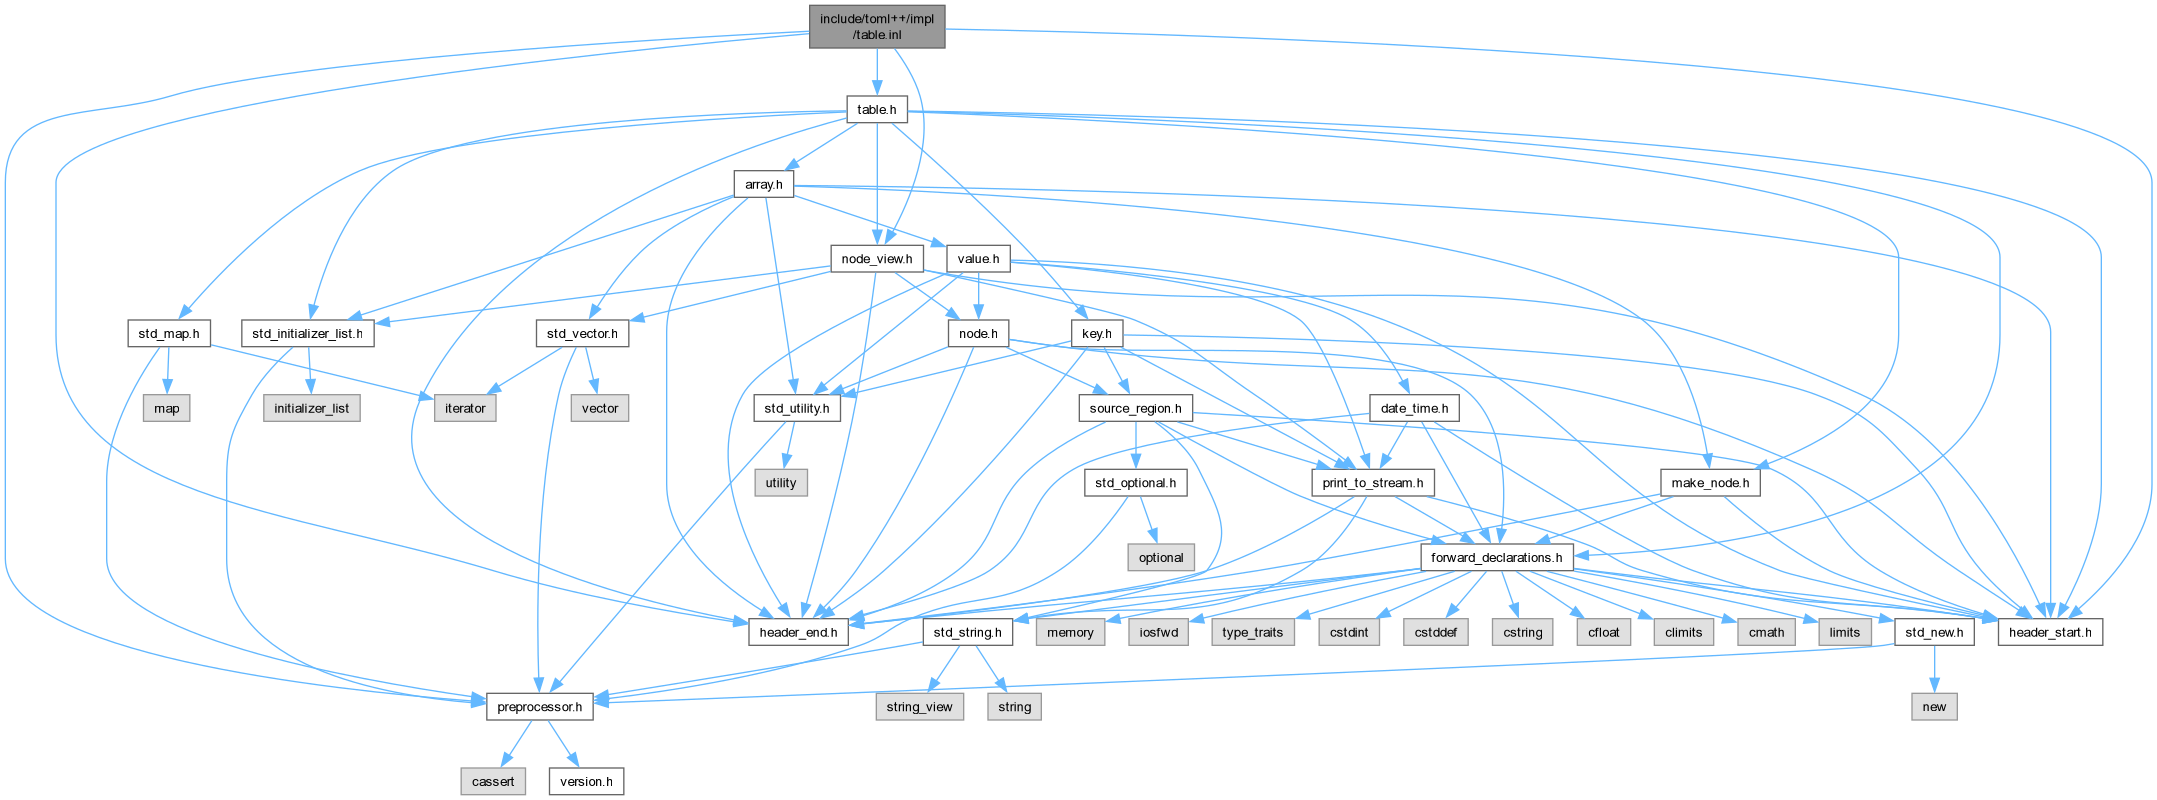 include/toml++/impl
/table.inl
table.h
array.h
node_view.h
value.h
std_map.h
std_initializer_list.h
std_vector.h
node.h
key.h
map
initializer_list
iterator
vector
std_utility.h
source_region.h
date_time.h
utility
std_optional.h
print_to_stream.h
make_node.h
optional
forward_declarations.h
header_end.h
std_string.h
memory
iosfwd
type_traits
cstdint
cstddef
cstring
cfloat
climits
cmath
limits
std_new.h
header_start.h
preprocessor.h
string_view
string
new
cassert
version.h